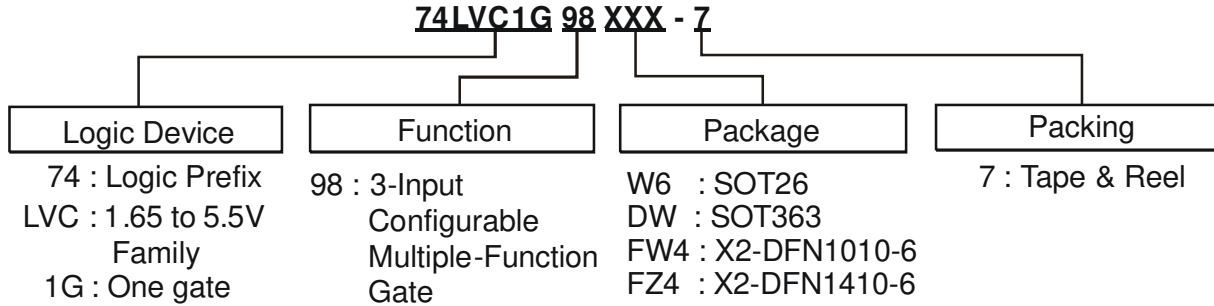 74LVC1G 98 XXX - 7
Logic Device
74 : Logic Prefix
LVC : 1.65 to 5.5V
Family
1G : One gate
Function
98 : 3-Input
Configurable
Multiple-Function
Gate
Package
W6 : SOT26
DW : SOT363
FW4 : X2-DFN1010-6
FZ4 : X2-DFN1410-6
Packing
7 : Tape & Reel